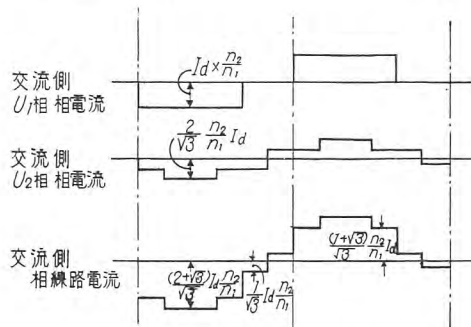 Id×n2/n1
交流側
U1相 相電流
2/√3 n2/n1 Id
交流側
U2相 相電流
交流側
相線路電流
(2+√3)/√3 Id n2/n1
1/√3 Id n2/n1
(1+√3)/√3 n2/n1 Id